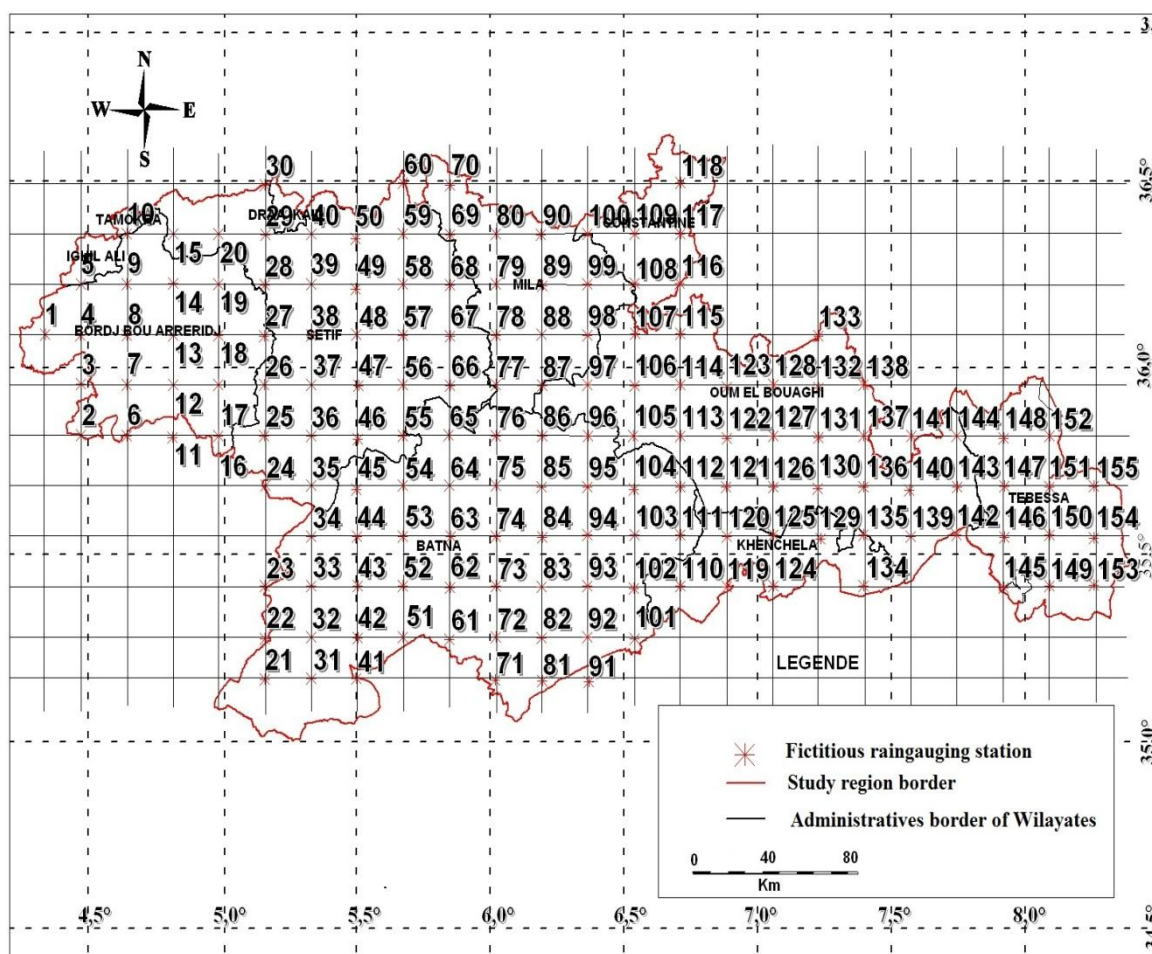 3,
N
W E
S
30 60 70 118
36,5°
10 29 40 50 59 69 80 90 100 109 117
TAMOKRA CONSTANTINE
IGHIL ALI
5 9 15 20 28 39 49 58 68 79 89 99 108 116
MILA
1 4 8 14 19 27 38 48 57 67 78 88 98 107 115 133
BORDJ BOU ARRERIDJ SETIF
3 7 13 18 26 37 47 56 66 77 87 97 106 114 123 128 132 138
36,0°
OUM EL BOUAGHI
2 6 12 17 25 36 46 55 65 76 86 96 105 113 122 127 131 137 141 144 148 152
11 16 24 35 45 54 64 75 85 95 104 112 121 126 130 136 140 143 147 151 155
TEBESSA
34 44 53 63 74 84 94 103 111 120 125 129 135 139 142 146 150 154
BATNA KHENCHELA
35,5°
23 33 43 52 62 73 83 93 102 110 119 124 134 145 149 153
22 32 42 51 61 72 82 92 101
21 31 41 71 81 91
LEGENDE
35,0°
Fictitious raingauging station
Study region border
Administratives border of Wilayates
0 40 80
Km
4,5° 5,0° 5,5° 6,0° 6,5° 7,0° 7,5° 8,0°
34,5°